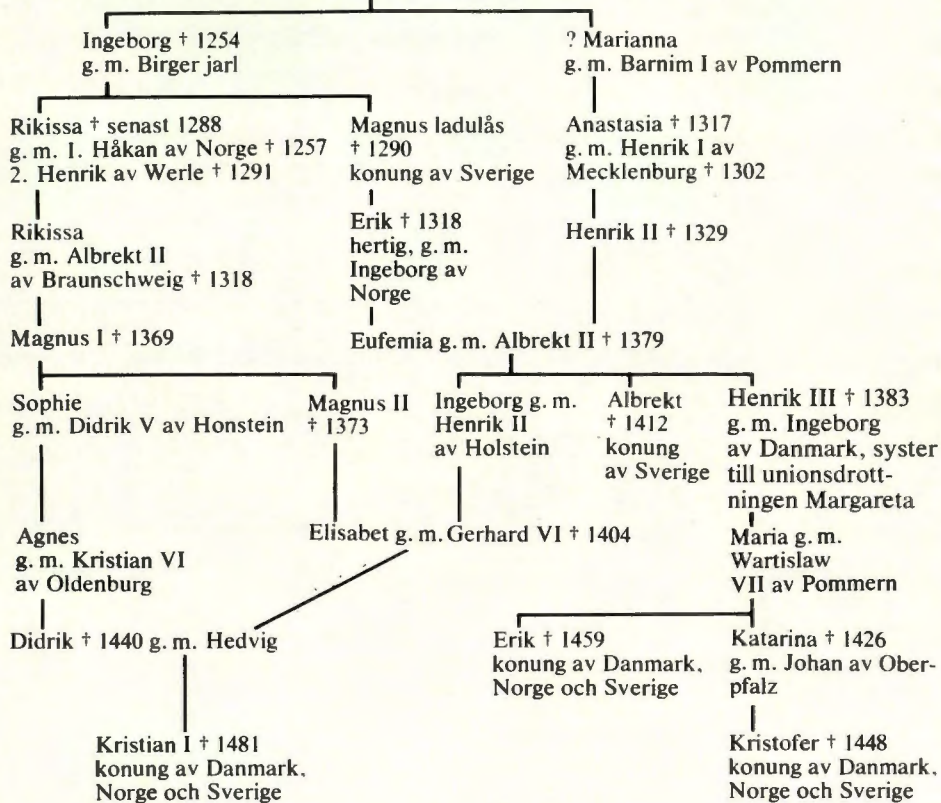 Ingeborg † 1254
g. m. Birger jarl
? Marianna
g. m. Barnim I av Pommern
Rikissa † senast 1288
g. m. I. Håkan av Norge † 1257
2. Henrik av Werle † 1291
Magnus ladulås
† 1290
konung av Sverige
Anastasia † 1317
g. m. Henrik I av
Mecklenburg † 1302
Rikissa
g. m. Albrekt II
av Braunschweig † 1318
Erik † 1318
hertig, g. m.
Ingeborg av
Norge
Henrik II † 1329
Magnus I † 1369
Eufemia g. m. Albrekt II † 1379
Sophie
g. m. Didrik V av Honstein
Magnus II
† 1373
Ingeborg g. m.
Henrik II
av Holstein
Albrekt
† 1412
konung
av Sverige
Henrik III † 1383
g. m. Ingeborg
av Danmark, syster
till unionsdrott-
ningen Margareta
Agnes
g. m. Kristian VI
av Oldenburg
Elisabet g. m. Gerhard VI † 1404
Maria g. m.
Wartislaw
VII av Pommern
Didrik † 1440 g. m. Hedvig
Erik † 1459
konung av Danmark,
Norge och Sverige
Katarina † 1426
g. m. Johan av Ober-
pfalz
Kristian I † 1481
konung av Danmark,
Norge och Sverige
Kristofer † 1448
konung av Danmark,
Norge och Sverige